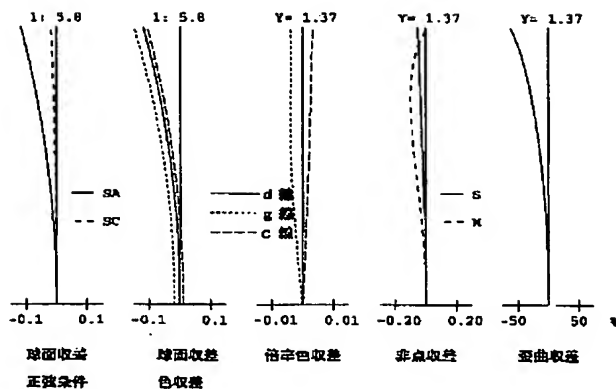 1: 5.8
1: 5.8
Y= 1.37
Y= 1.37
Y= 1.37
SA
SC
d 線
g 線
C 線
S
M
-0.1 0.1
-0.1 0.1
-0.01 0.01
-0.20 0.20
-50 50 %
球面収差
正弦条件
球面収差
色収差
倍率色収差
非点収差
歪曲収差